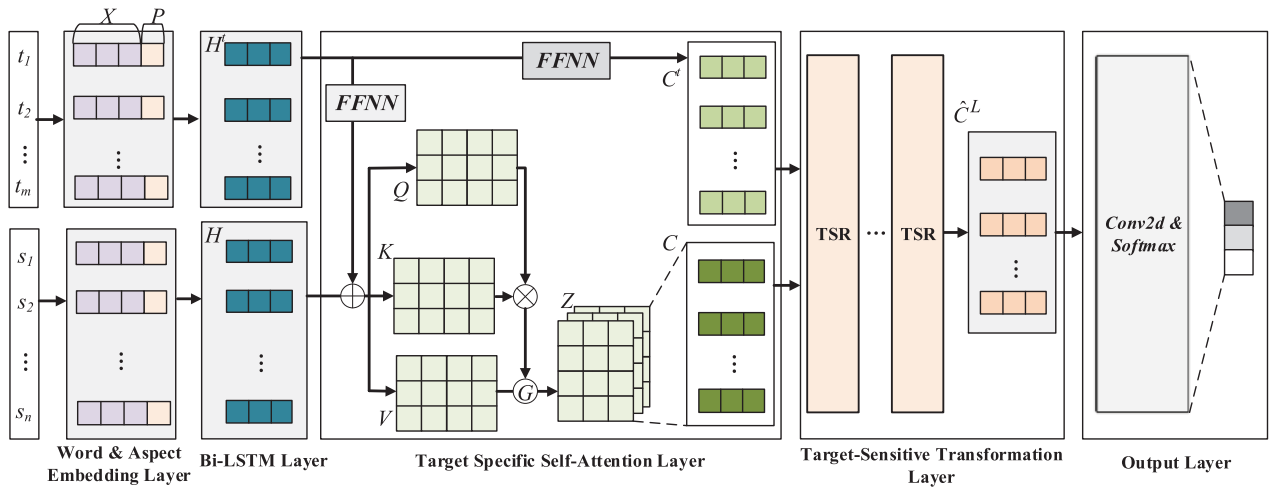 X P
t1
t2
...
tm
s1
s2
...
sn
Word & Aspect
Embedding Layer
H^t
H
Bi-LSTM Layer
FFNN
FFNN
Q
K
V
G
Z
C^t
C
Target Specific Self-Attention Layer
TSR ... TSR
Ĉ^L
Target-Sensitive Transformation
Layer
Conv2d &
Softmax
Output Layer